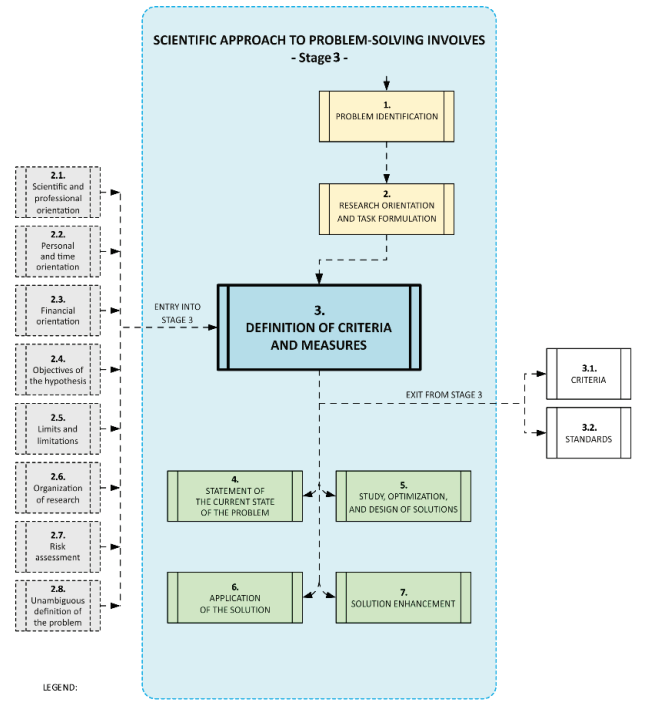 SCIENTIFIC APPROACH TO PROBLEM-SOLVING INVOLVES
- Stage 3 -
1.
PROBLEM IDENTIFICATION
2.
RESEARCH ORIENTATION
AND TASK FORMULATION
2.1.
Scientific and
professional
orientation
2.2.
Personal
and time
orientation
2.3.
Financial
orientation
2.4.
Objectives of
the hypothesis
2.5.
Limits and
limitations
2.6.
Organization
of research
2.7.
Risk
assessment
2.8.
Unambiguous
definition of
the problem
ENTRY INTO
STAGE 3
3.
DEFINITION OF CRITERIA
AND MEASURES
EXIT FROM STAGE 3
3.1.
CRITERIA
3.2.
STANDARDS
4.
STATEMENT OF
THE CURRENT STATE
OF THE PROBLEM
5.
STUDY, OPTIMIZATION,
AND DESIGN OF SOLUTIONS
6.
APPLICATION
OF THE SOLUTION
7.
SOLUTION ENHANCEMENT
LEGEND: